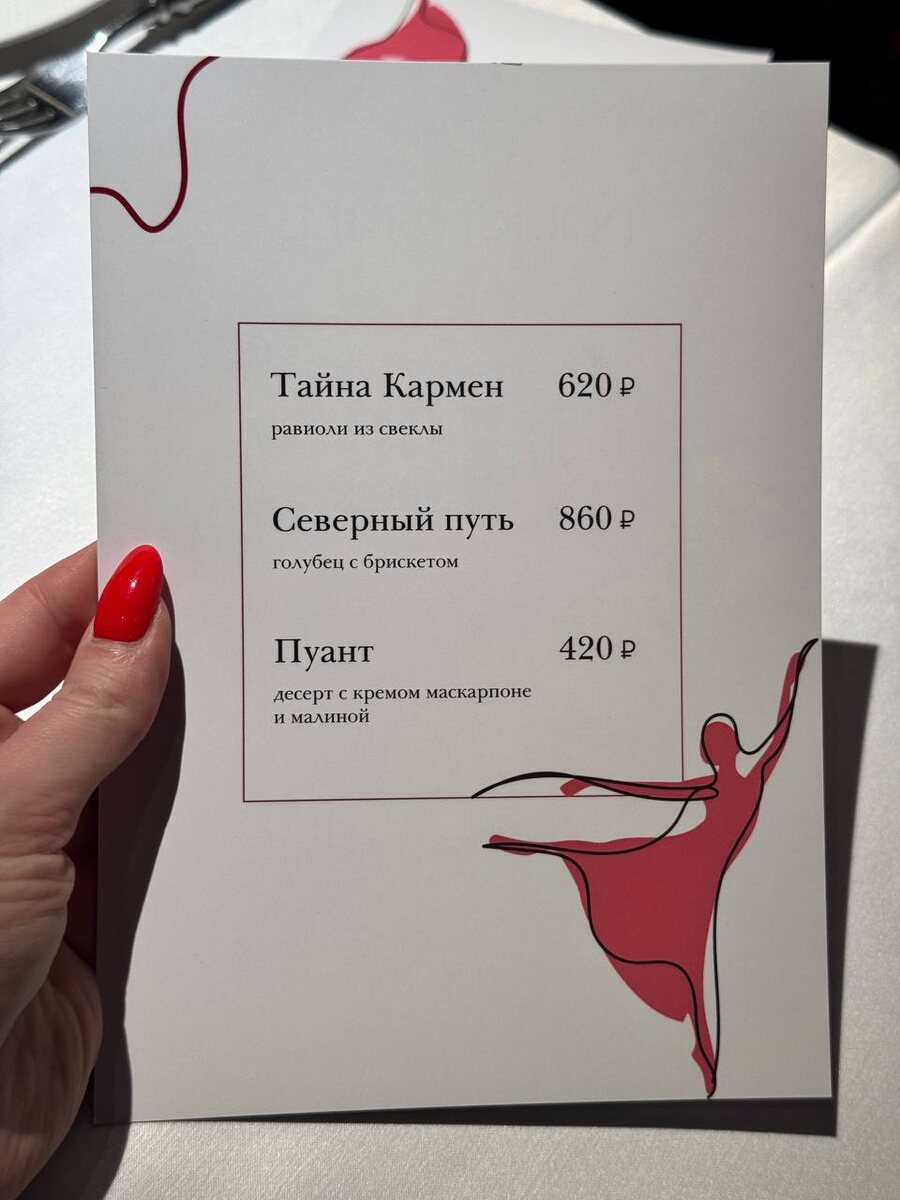 Тайна Кармен 620 ₽
равиоли из свеклы
Северный путь 860 ₽
голубец с брискетом
Пуант 420 ₽
десерт с кремом маскарпоне
и малиной